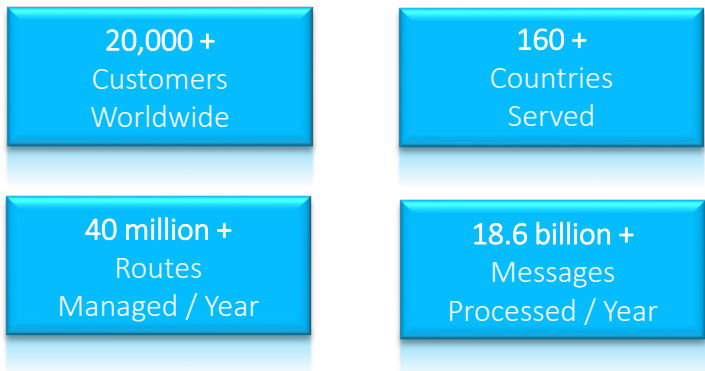 20,000 +
Customers
Worldwide
160 +
Countries
Served
40 million +
Routes
Managed / Year
18.6 billion +
Messages
Processed / Year